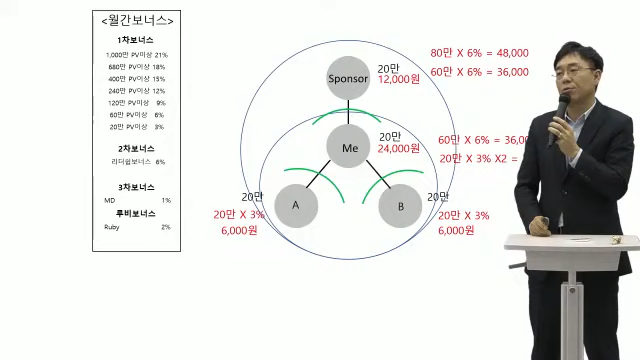 <월간보너스>
1차보너스
1,000만 PV이상 21%
680만 PV이상 18%
400만 PV이상 15%
240만 PV이상 12%
120만 PV이상 9%
60만 PV이상 6%
20만 PV이상 3%
2차보너스
리더쉽보너스 6%
3차보너스
MD 1%
루비보너스
Ruby 2%
80만 X 6% = 48,000
60만 X 6% = 36,000
20만
Sponsor 12,000원
20만
Me 24,000원
60만 X 6% = 36,00
20만 X 3% X2 =
20만
A
20만 X 3%
6,000원
20만
B
20만 X 3%
6,000원